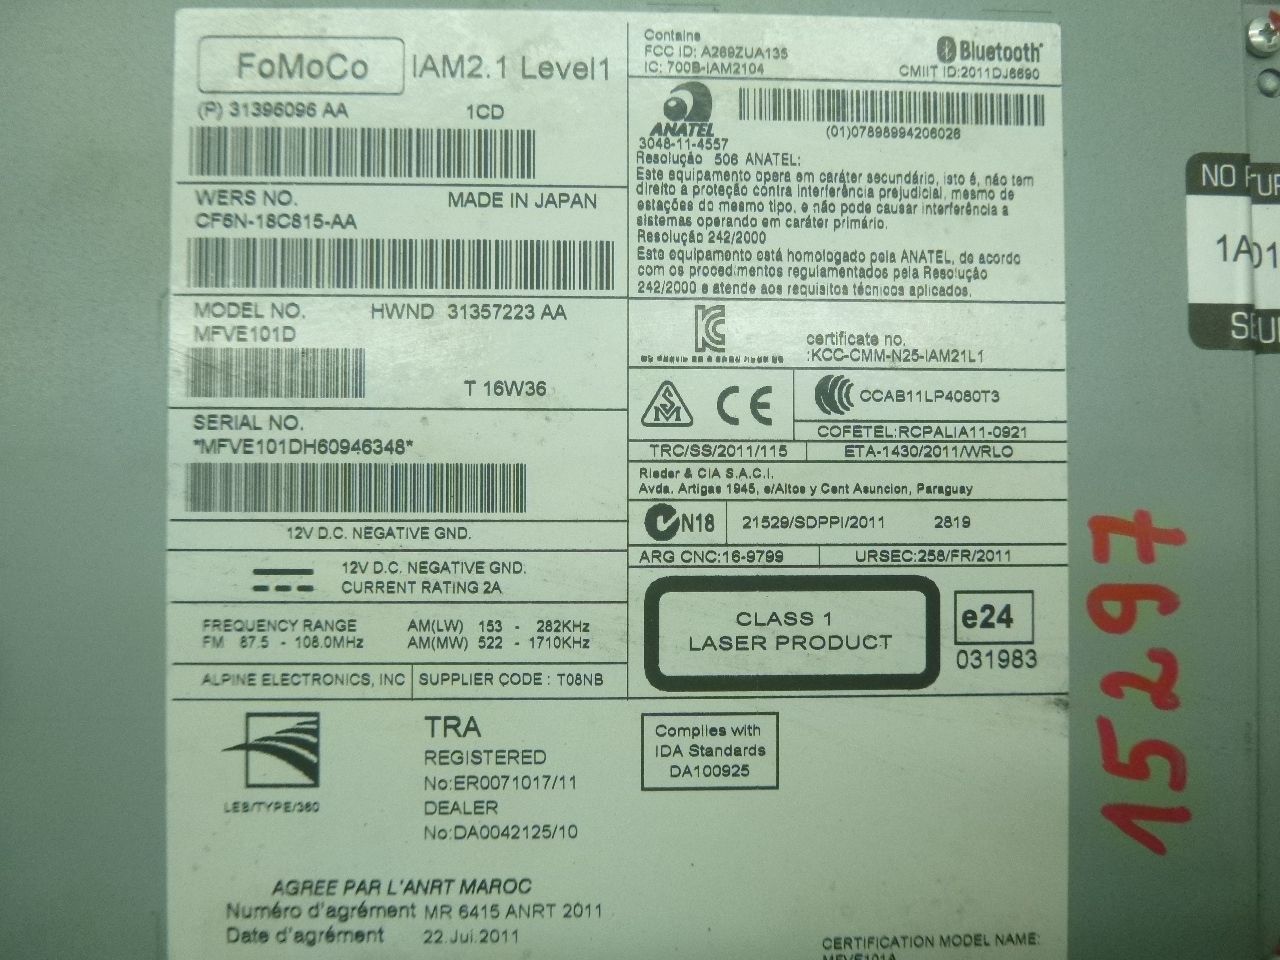 FoMoCo IAM2.1 Level1
(P) 31396096 AA 1CD
WERS NO. MADE IN JAPAN
CF6N-18C815-AA
MODEL NO. HWND 31357223 AA
MFVE101D
T 16W36
SERIAL NO.
*MFVE101DH60946348*
12V D.C. NEGATIVE GND.
12V D.C. NEGATIVE GND.
CURRENT RATING 2A
FREQUENCY RANGE AM(LW) 153 - 282KHz
FM 87.5 - 108.0MHz AM(MW) 522 - 1710KHz
ALPINE ELECTRONICS, INC SUPPLIER CODE : T08NB
Contains
FCC ID: A269ZUA135
IC: 700B-IAM2104
Bluetooth
CMIIT ID:2011DJ6690
ANATEL
(01)07898994206026
3048-11-4557
Resolução 506 ANATEL:
Este equipamento opera em caráter secundário, isto é, não tem
direito a proteção contra interferência prejudicial, mesmo de
estações do mesmo tipo, e não pode causar interferência a
sistemas operando em caráter primário.
Resolução 242/2000
Este equipamento está homologado pela ANATEL, de acordo
com os procedimentos regulamentados pela Resolução
242/2000 e atende aos requisitos técnicos aplicados.
certificate no.
:KCC-CMM-N25-IAM21L1
CE
CCAB11LP4080T3
COFETEL:RCPALIA11-0921
TRC/SS/2011/115 ETA-1430/2011/WRLO
Rieder & CIA S.A.C.I.
Avda. Artigas 1945, e/Altos y Cent Asuncion, Paraguay
N18 21529/SDPPI/2011 2819
ARG CNC:16-9799 URSEC:258/FR/2011
CLASS 1
LASER PRODUCT
e24
031983
LEB/TYPE/360
TRA
REGISTERED
No:ER0071017/11
DEALER
No:DA0042125/10
Complies with
IDA Standards
DA100925
AGREE PAR L'ANRT MAROC
Numéro d'agrément MR 6415 ANRT 2011
Date d'agrément 22.Jui.2011
CERTIFICATION MODEL NAME:
MFVE101A
15297
NO
1A